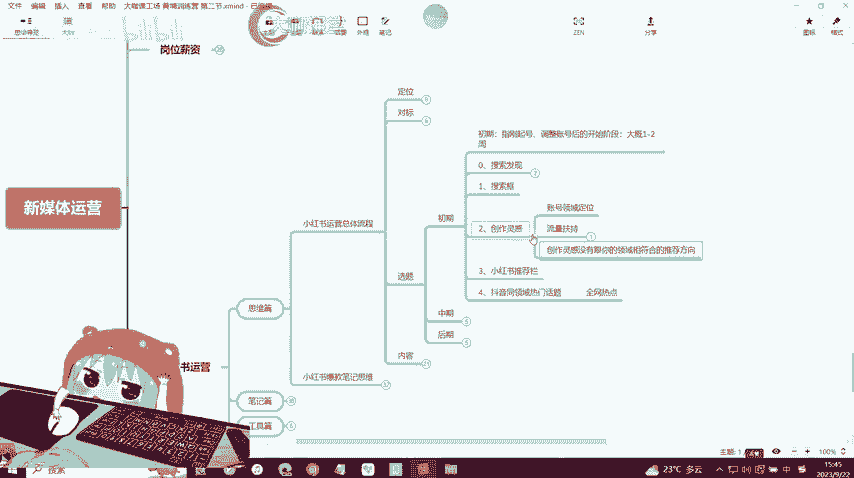 文件 编辑 插入 查看 帮助 大咖课工场 黄埔训练营 第二节.xmind - 已
思维导图 大纲
外框 笔记 ZEN 分享 图标 格式
岗位薪资
定位 9
对标 6
初期：指刚起号、调整账号后的开始阶段：大概1~2
周
0、搜索发现
1、搜索框
账号领域定位
新媒体运营
初期
小红书运营总体流程
2、创作灵感
流量扶持 1
创作灵感没有跟你的领域相符合的推荐方向
3、小红书推荐栏
选题
4、抖音同领域热门话题 全网热点
思维篇
中期 5
后期 5
内容
书运营
小红书爆款笔记思维
笔记篇
工具篇
主题: 1
100%
搜索
23°C 多云
中
15:45
2023/9/22